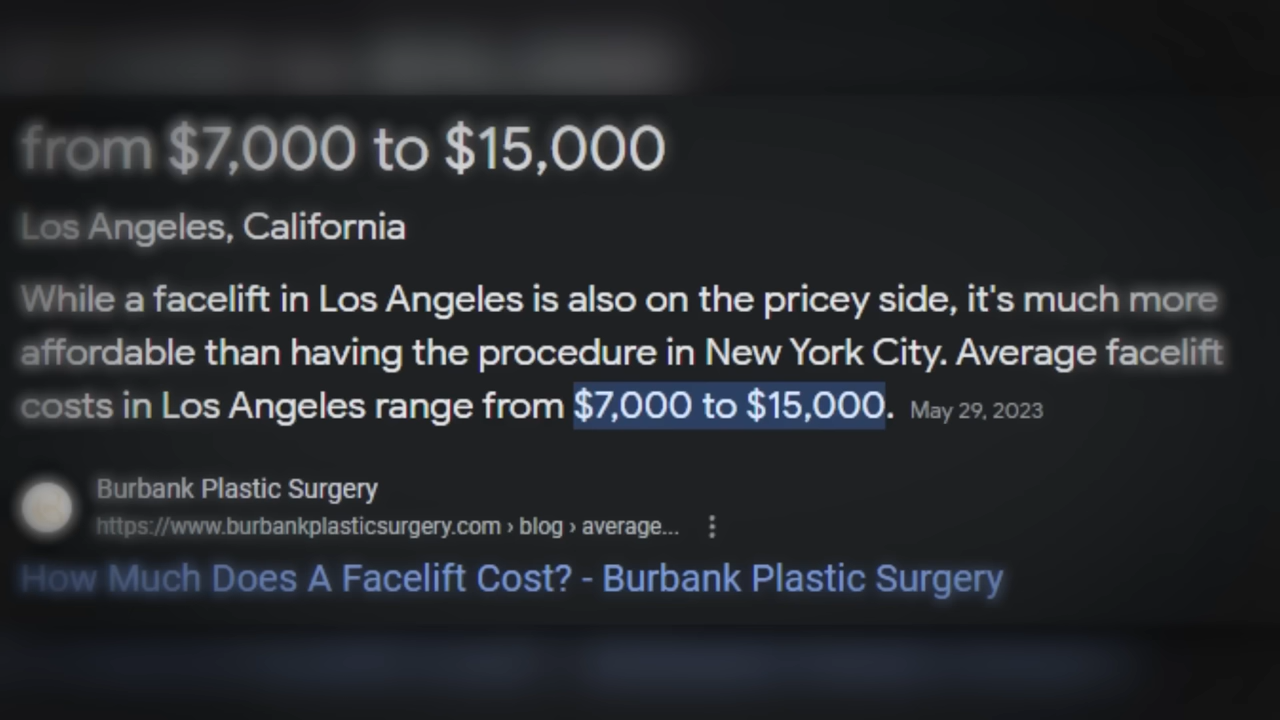 from $7,000 to $15,000
Los Angeles, California
While a facelift in Los Angeles is also on the pricey side, it's much more
affordable than having the procedure in New York City. Average facelift
costs in Los Angeles range from $7,000 to $15,000. May 29, 2023
Burbank Plastic Surgery
https://www.burbankplasticsurgery.com › blog › average...
How Much Does A Facelift Cost? - Burbank Plastic Surgery